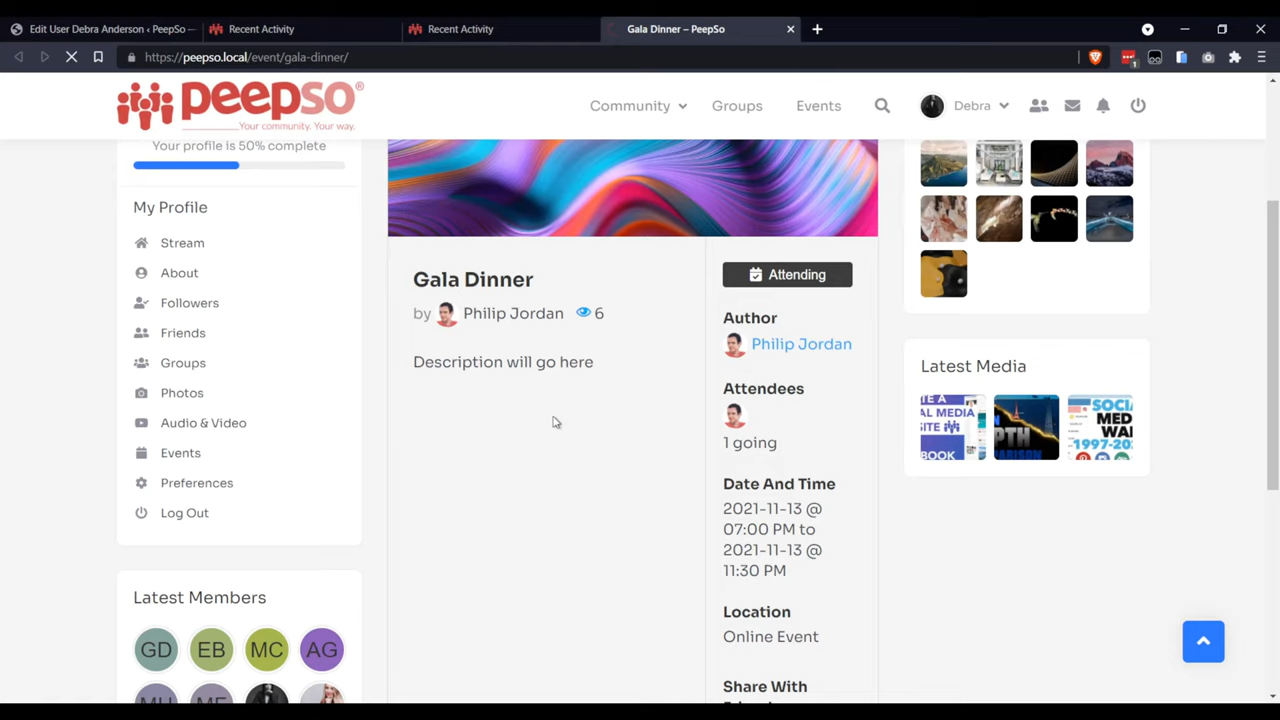 Edit User Debra Anderson ‹ PeepSo —
Recent Activity
Recent Activity
Gala Dinner – PeepSo
https://peepso.local/event/gala-dinner/
1
peepso®
Your community. Your way.
Community
Groups
Events
Debra
Your profile is 50% complete
My Profile
Stream
About
Followers
Friends
Groups
Photos
Audio & Video
Events
Preferences
Log Out
Latest Members
GD
EB
MC
AG
Gala Dinner
by Philip Jordan 6
Description will go here
Attending
Author
Philip Jordan
Attendees
1 going
Date And Time
2021-11-13 @
07:00 PM to
2021-11-13 @
11:30 PM
Location
Online Event
Share With
Latest Media